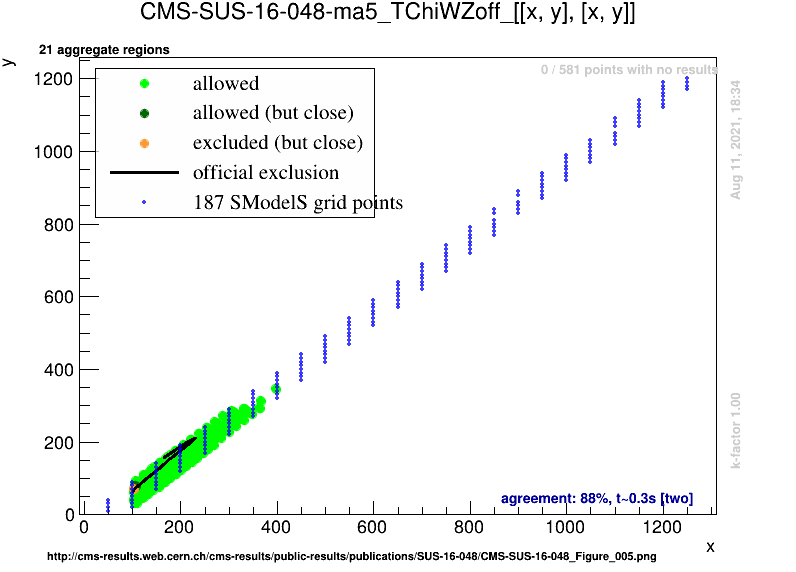 CMS-SUS-16-048-ma5_TChiWZoff_[[x, y], [x, y]]
21 aggregate regions
y
0 / 581 points with no results
allowed
allowed (but close)
excluded (but close)
official exclusion
187 SModelS grid points
1200
1000
800
600
400
200
0
0 200 400 600 800 1000 1200
x
agreement: 88%, t~0.3s [two]
Aug 11, 2021, 18:34
k-factor 1.00
http://cms-results.web.cern.ch/cms-results/public-results/publications/SUS-16-048/CMS-SUS-16-048_Figure_005.png